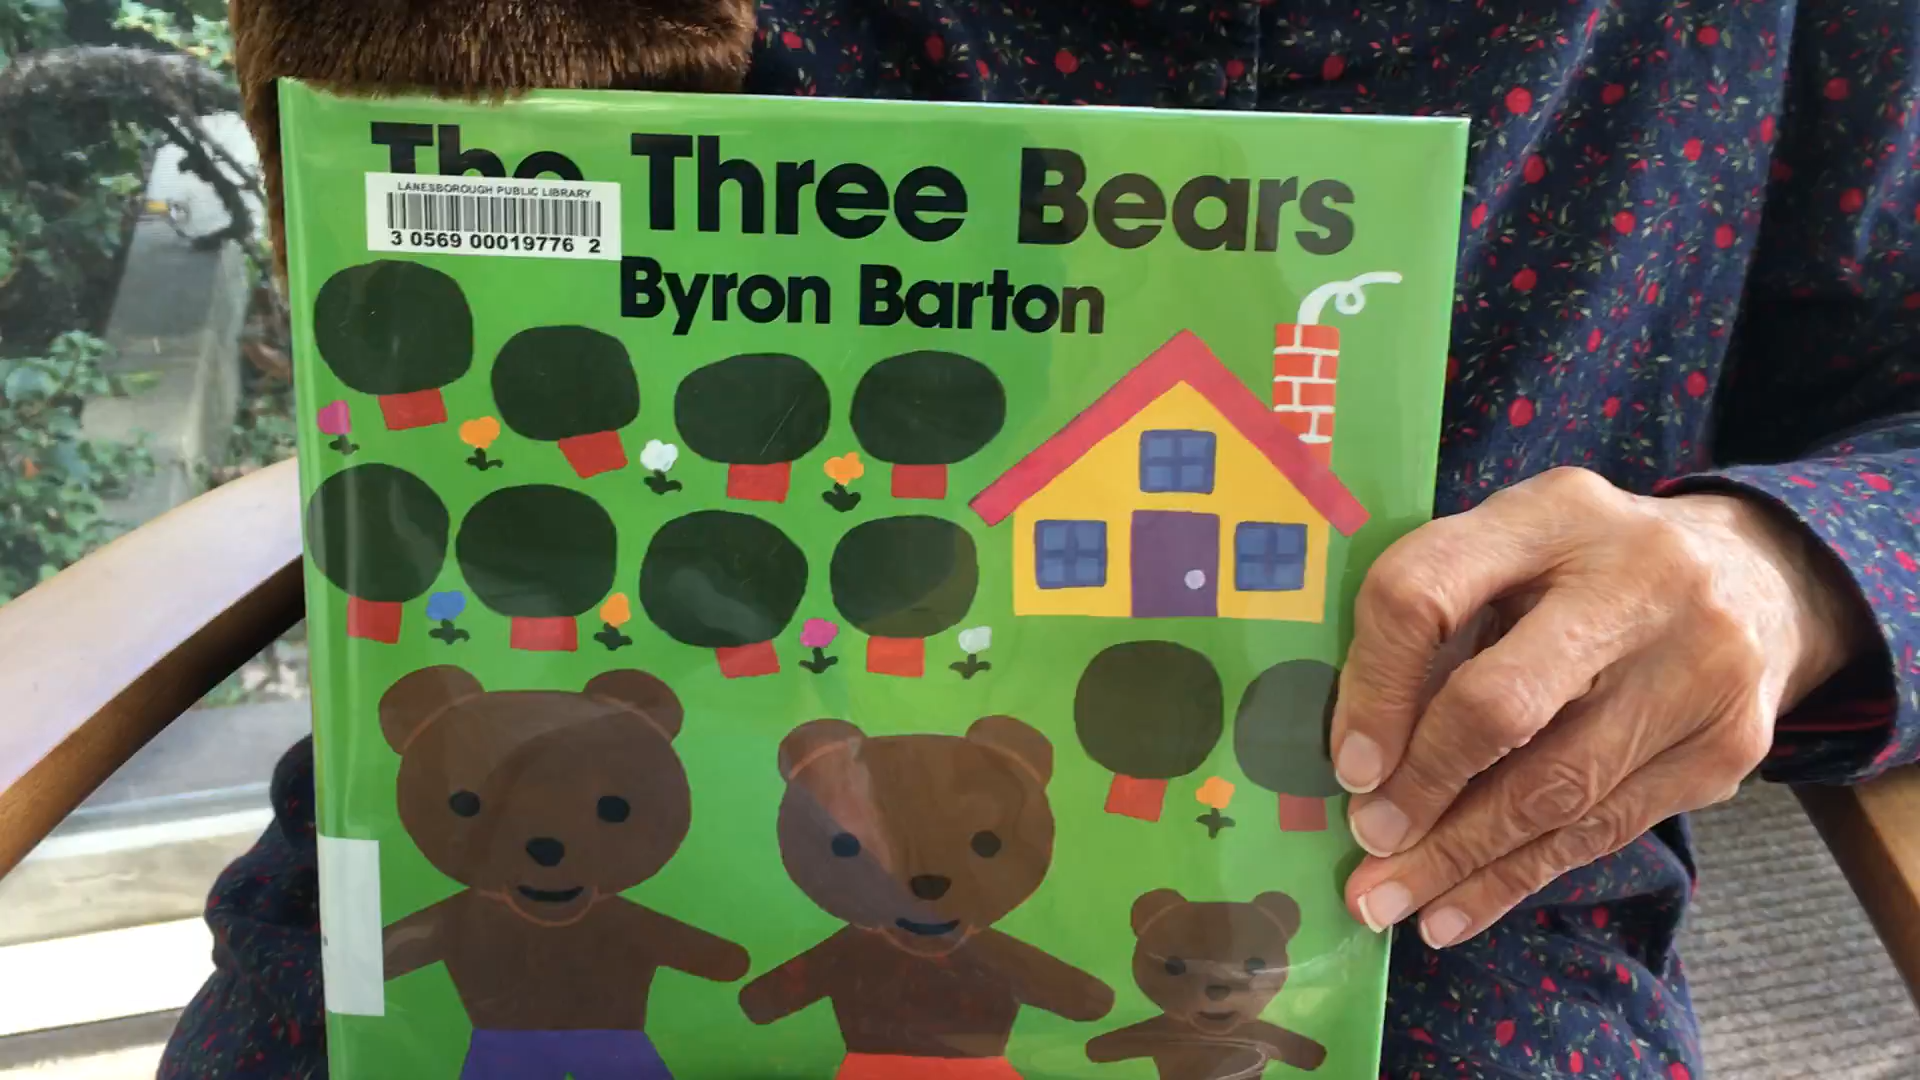 The Three Bears
LANESBOROUGH PUBLIC LIBRARY
3 0569 00019776 2
Byron Barton